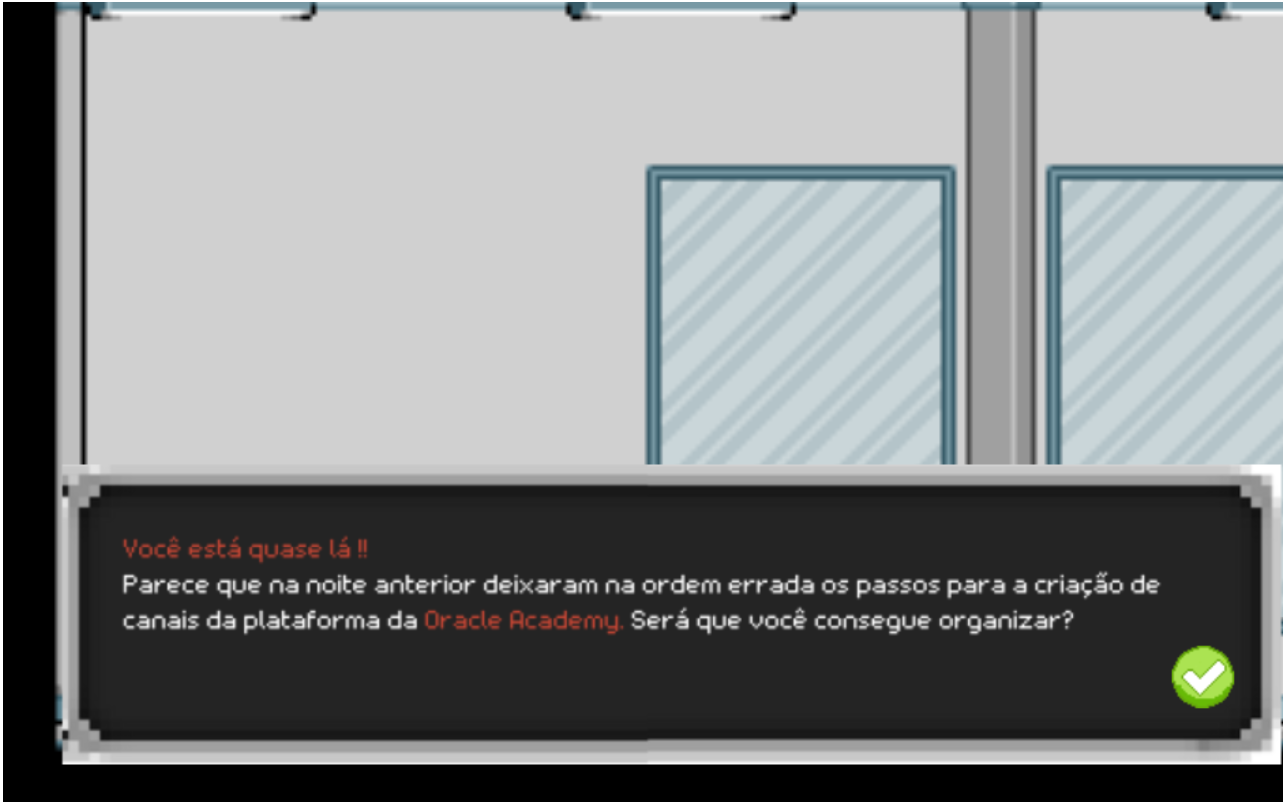 Você está quase lá !!
Parece que na noite anterior deixaram na ordem errada os passos para a criação de
canais da plataforma da Oracle Academy. Será que você consegue organizar?